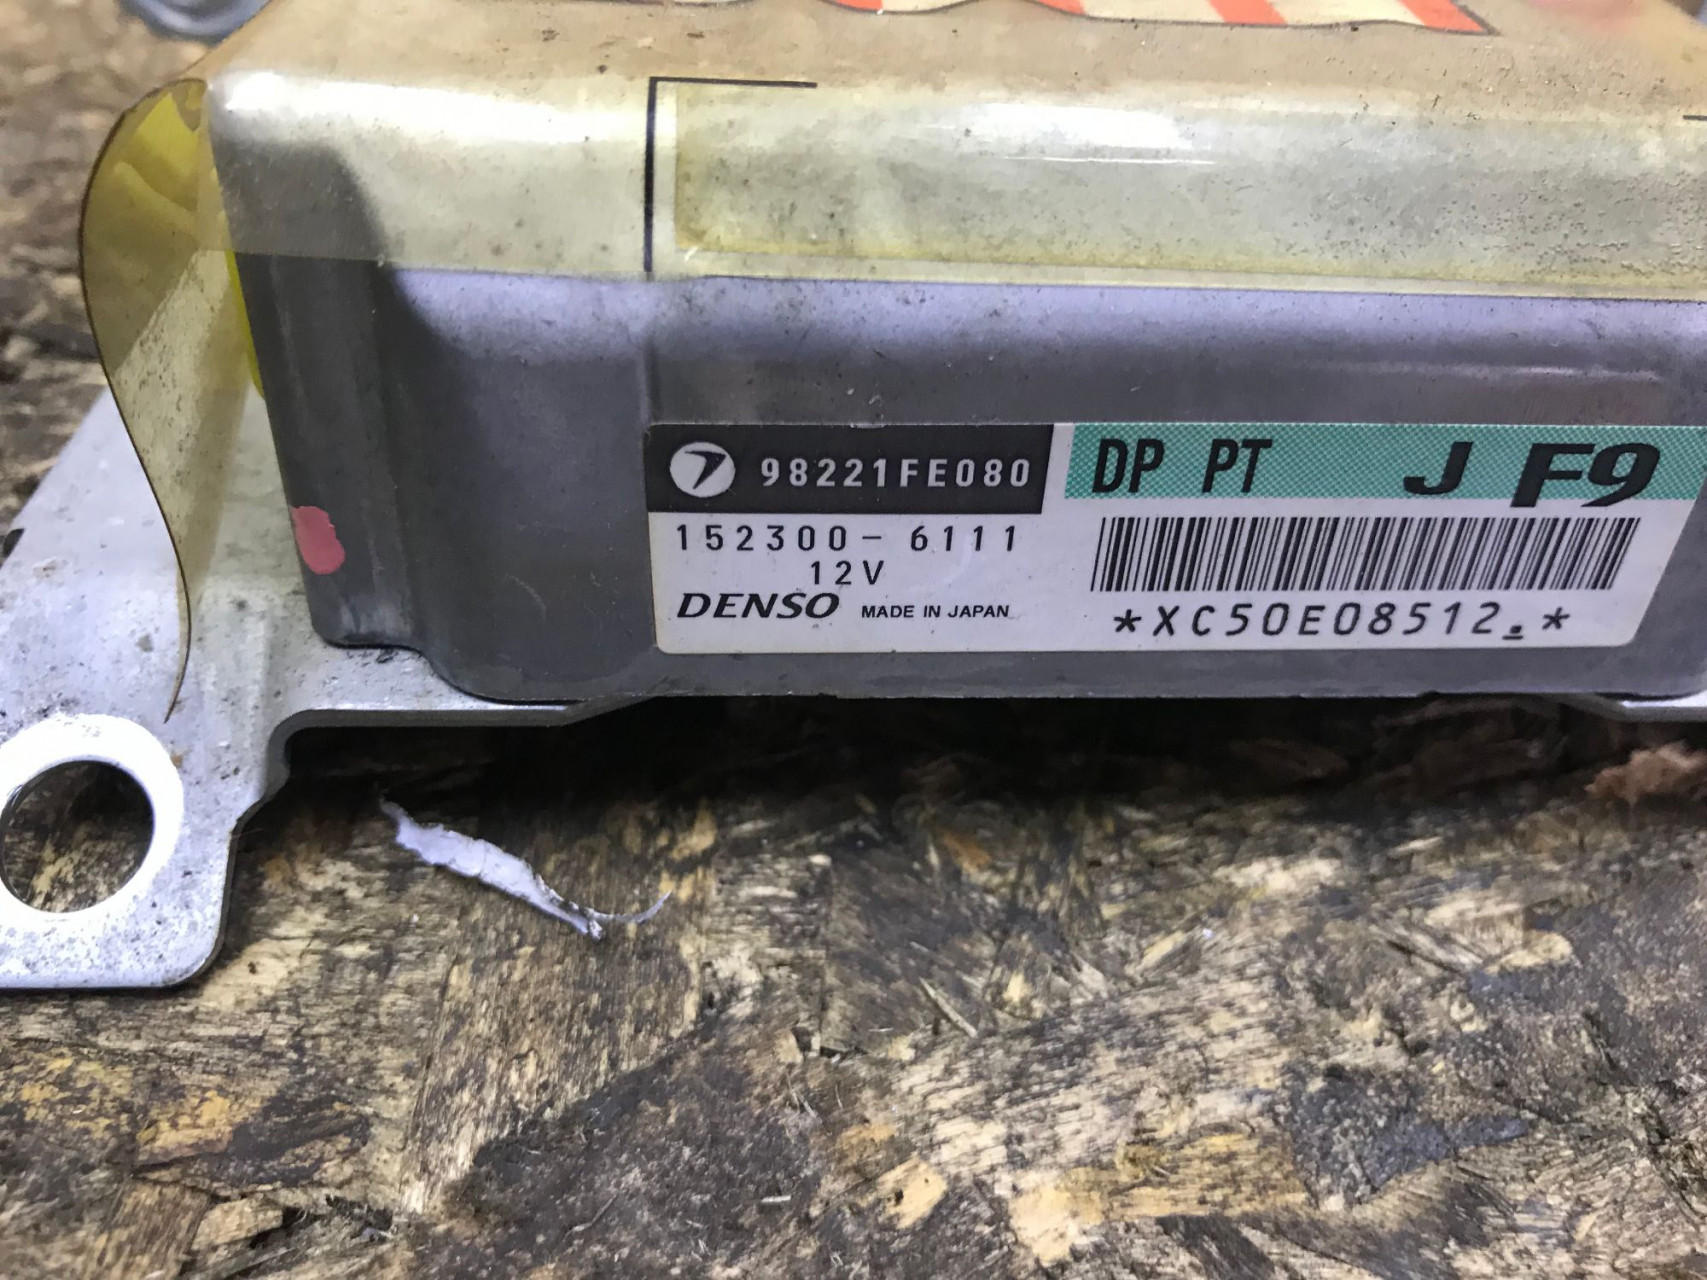 98221FE080
152300-6111
12V
DENSO MADE IN JAPAN
DP PT J F9
*XC50E08512.*